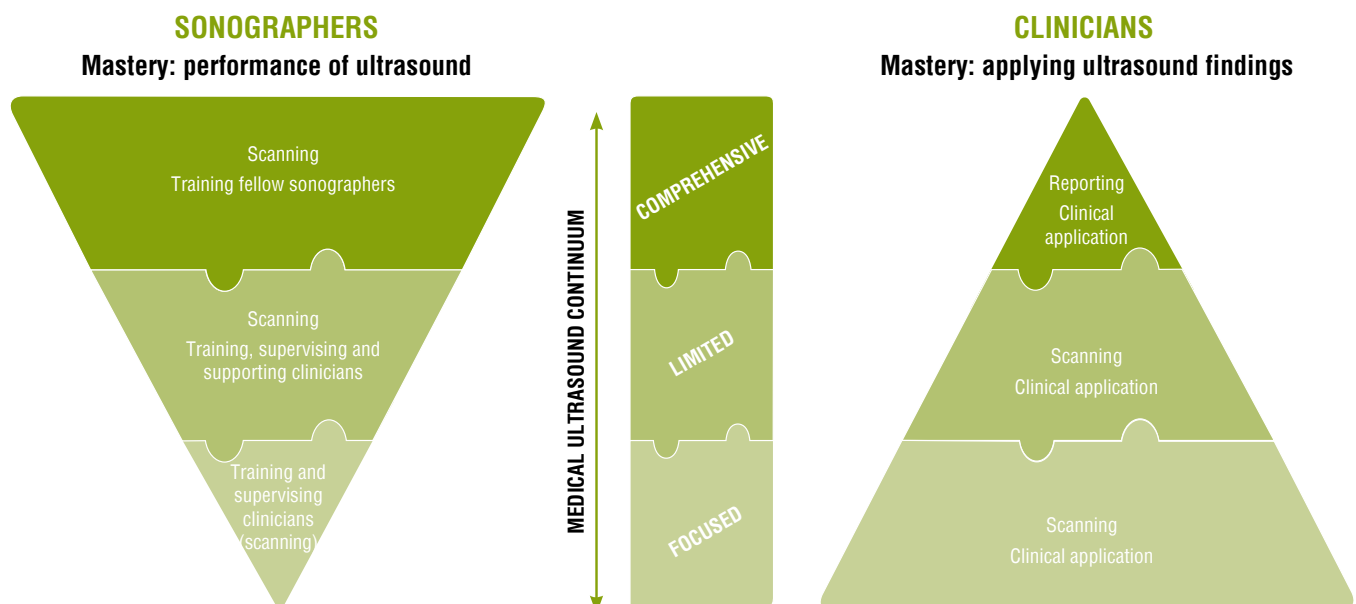 SONOGRAPHERS
Mastery: performance of ultrasound
Scanning
Training fellow sonographers
Scanning
Training, supervising and
supporting clinicians
Training and
supervising
clinicians
(scanning)
MEDICAL ULTRASOUND CONTINUUM
COMPREHENSIVE
LIMITED
FOCUSED
CLINICIANS
Mastery: applying ultrasound findings
Reporting
Clinical
application
Scanning
Clinical application
Scanning
Clinical application